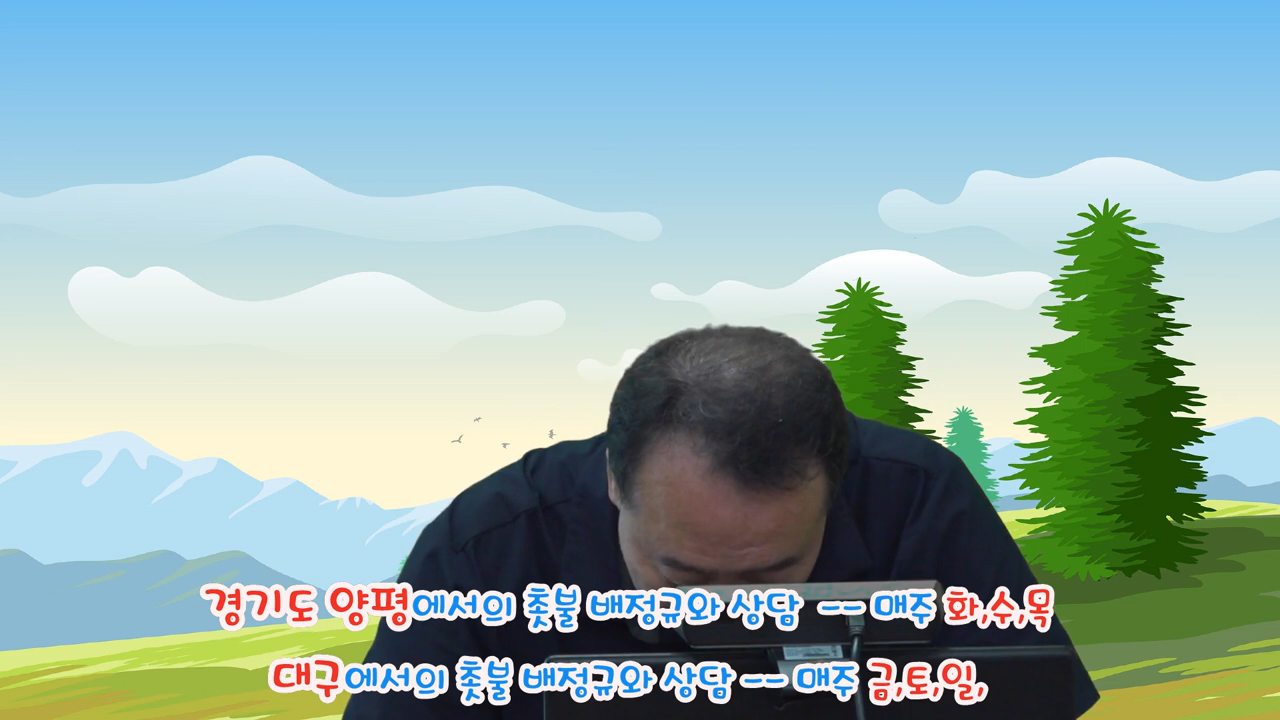 경기도 양평에서의 촛불 배정규와 상담 -- 매주 화,수,목
대구에서의 촛불 배정규와 상담 -- 매주 금,토,일,